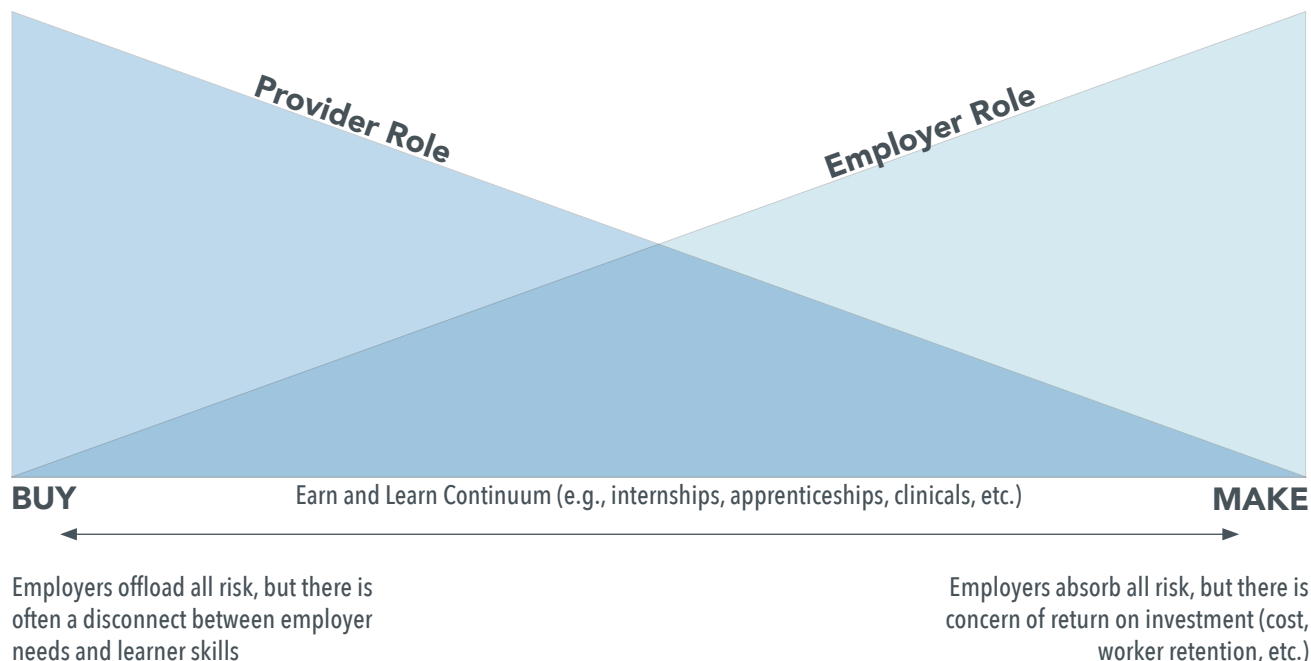 Provider Role
Employer Role
BUY
Earn and Learn Continuum (e.g., internships, apprenticeships, clinicals, etc.)
MAKE
Employers offload all risk, but there is
often a disconnect between employer
needs and learner skills
Employers absorb all risk, but there is
concern of return on investment (cost,
worker retention, etc.)